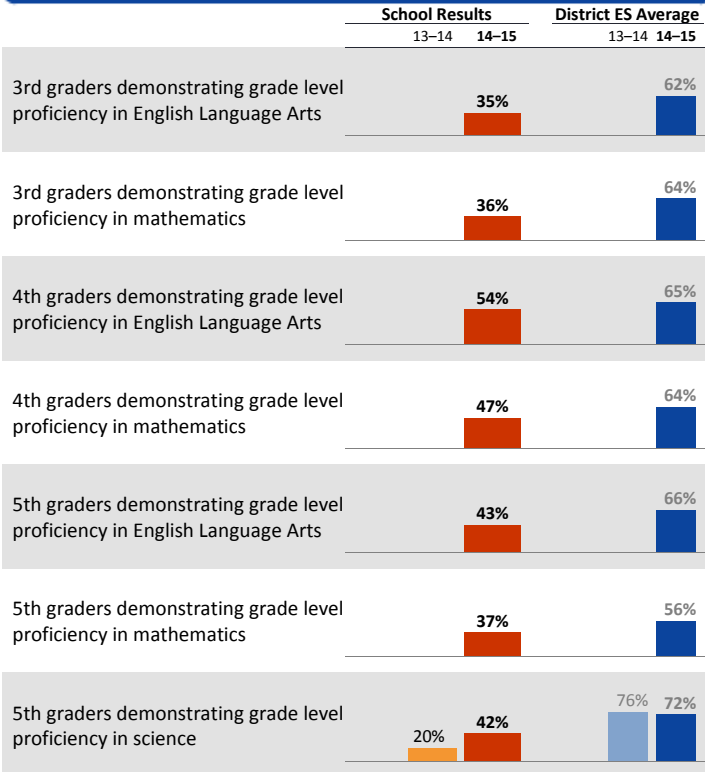 School Results District ES Average
13–14 14–15 13–14 14–15
3rd graders demonstrating grade level
proficiency in English Language Arts
35% 62%
3rd graders demonstrating grade level
proficiency in mathematics
36% 64%
4th graders demonstrating grade level
proficiency in English Language Arts
54% 65%
4th graders demonstrating grade level
proficiency in mathematics
47% 64%
5th graders demonstrating grade level
proficiency in English Language Arts
43% 66%
5th graders demonstrating grade level
proficiency in mathematics
37% 56%
5th graders demonstrating grade level
proficiency in science
20% 42% 76% 72%